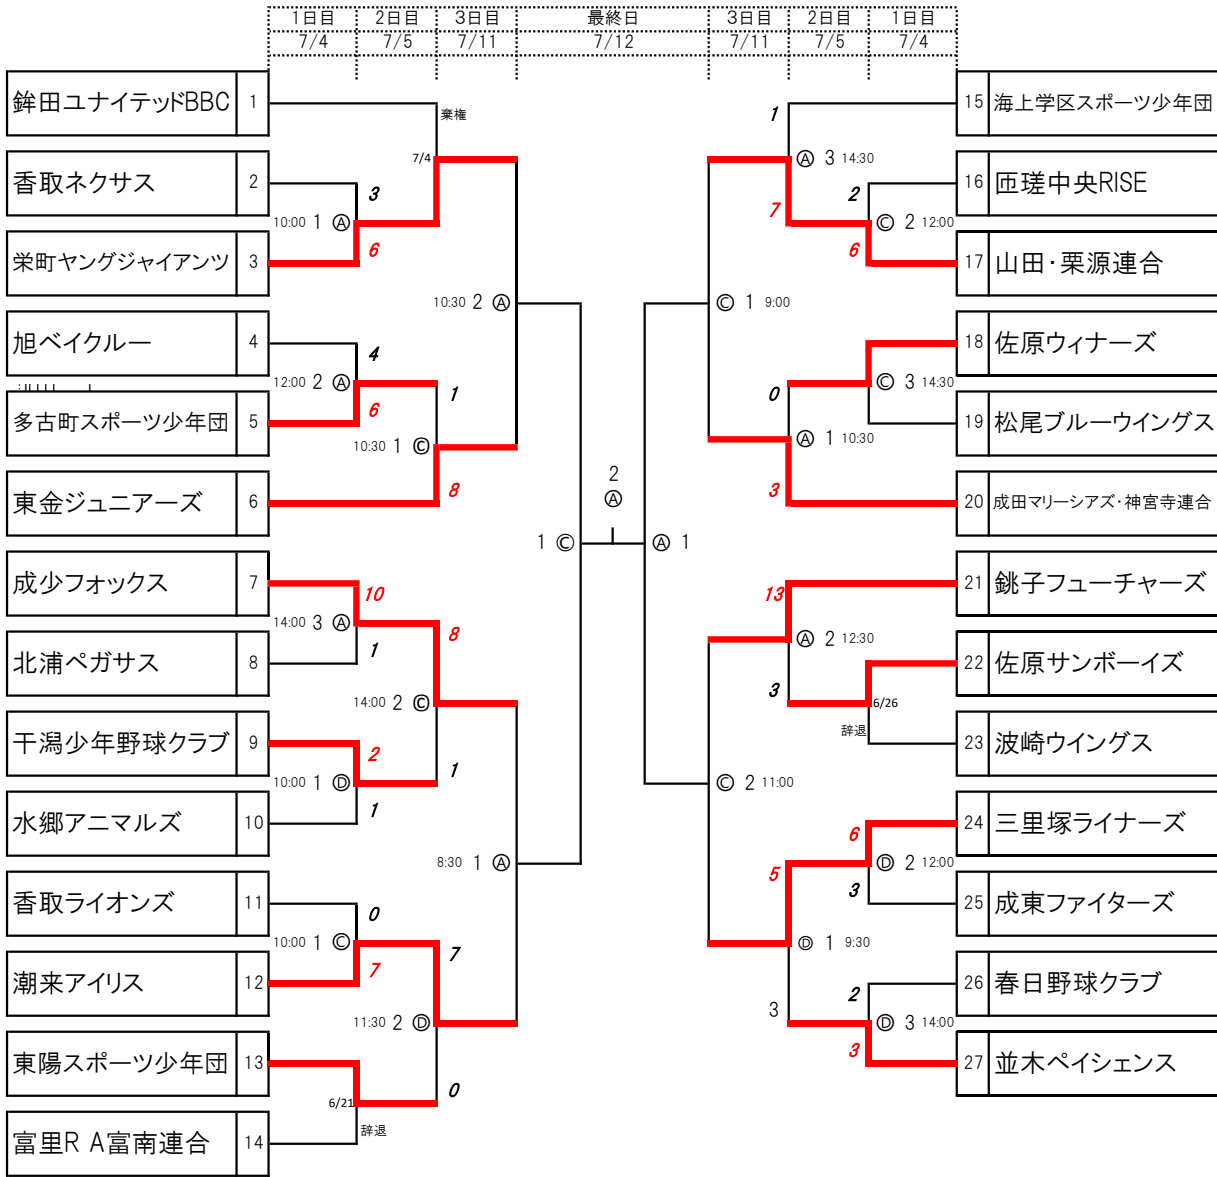 1日目 2日目 3日目 最終日 3日目 2日目 1日目
7/4 7/5 7/11 7/12 7/11 7/5 7/4
鉾田ユナイテッドBBC 1
棄権
7/4
香取ネクサス 2
3
10:00 1 Ⓐ
6
栄町ヤングジャイアンツ 3
10:30 2 Ⓐ
旭ベイクルー 4
4
12:00 2 Ⓐ
6
1
多古町スポーツ少年団 5
10:30 1 Ⓒ
8
東金ジュニアーズ 6
1 Ⓒ
成少フォックス 7
10
14:00 3 Ⓐ
8
1
北浦ペガサス 8
14:00 2 Ⓒ
干潟少年野球クラブ 9
2
1
10:00 1 Ⓓ
1
水郷アニマルズ 10
8:30 1 Ⓐ
香取ライオンズ 11
0
10:00 1 Ⓒ
7
7
潮来アイリス 12
11:30 2 Ⓓ
東陽スポーツ少年団 13
0
6/21
辞退
富里R A富南連合 14
2
Ⓐ
Ⓐ 1
15 海上学区スポーツ少年団
1
Ⓐ 3 14:30
16 匝瑳中央RISE
2
7
Ⓒ 2 12:00
6
17 山田・栗源連合
Ⓒ 1 9:00
18 佐原ウィナーズ
Ⓒ 3 14:30
0
19 松尾ブルーウイングス
Ⓐ 1 10:30
3
20 成田マリーシアズ・神宮寺連合
21 銚子フューチャーズ
13
Ⓐ 2 12:30
22 佐原サンボーイズ
3
6/26
辞退
23 波崎ウイングス
Ⓒ 2 11:00
24 三里塚ライナーズ
6
Ⓓ 2 12:00
5
3
25 成東ファイターズ
Ⓓ 1 9:30
26 春日野球クラブ
2
3
Ⓓ 3 14:00
3
27 並木ペイシェンス